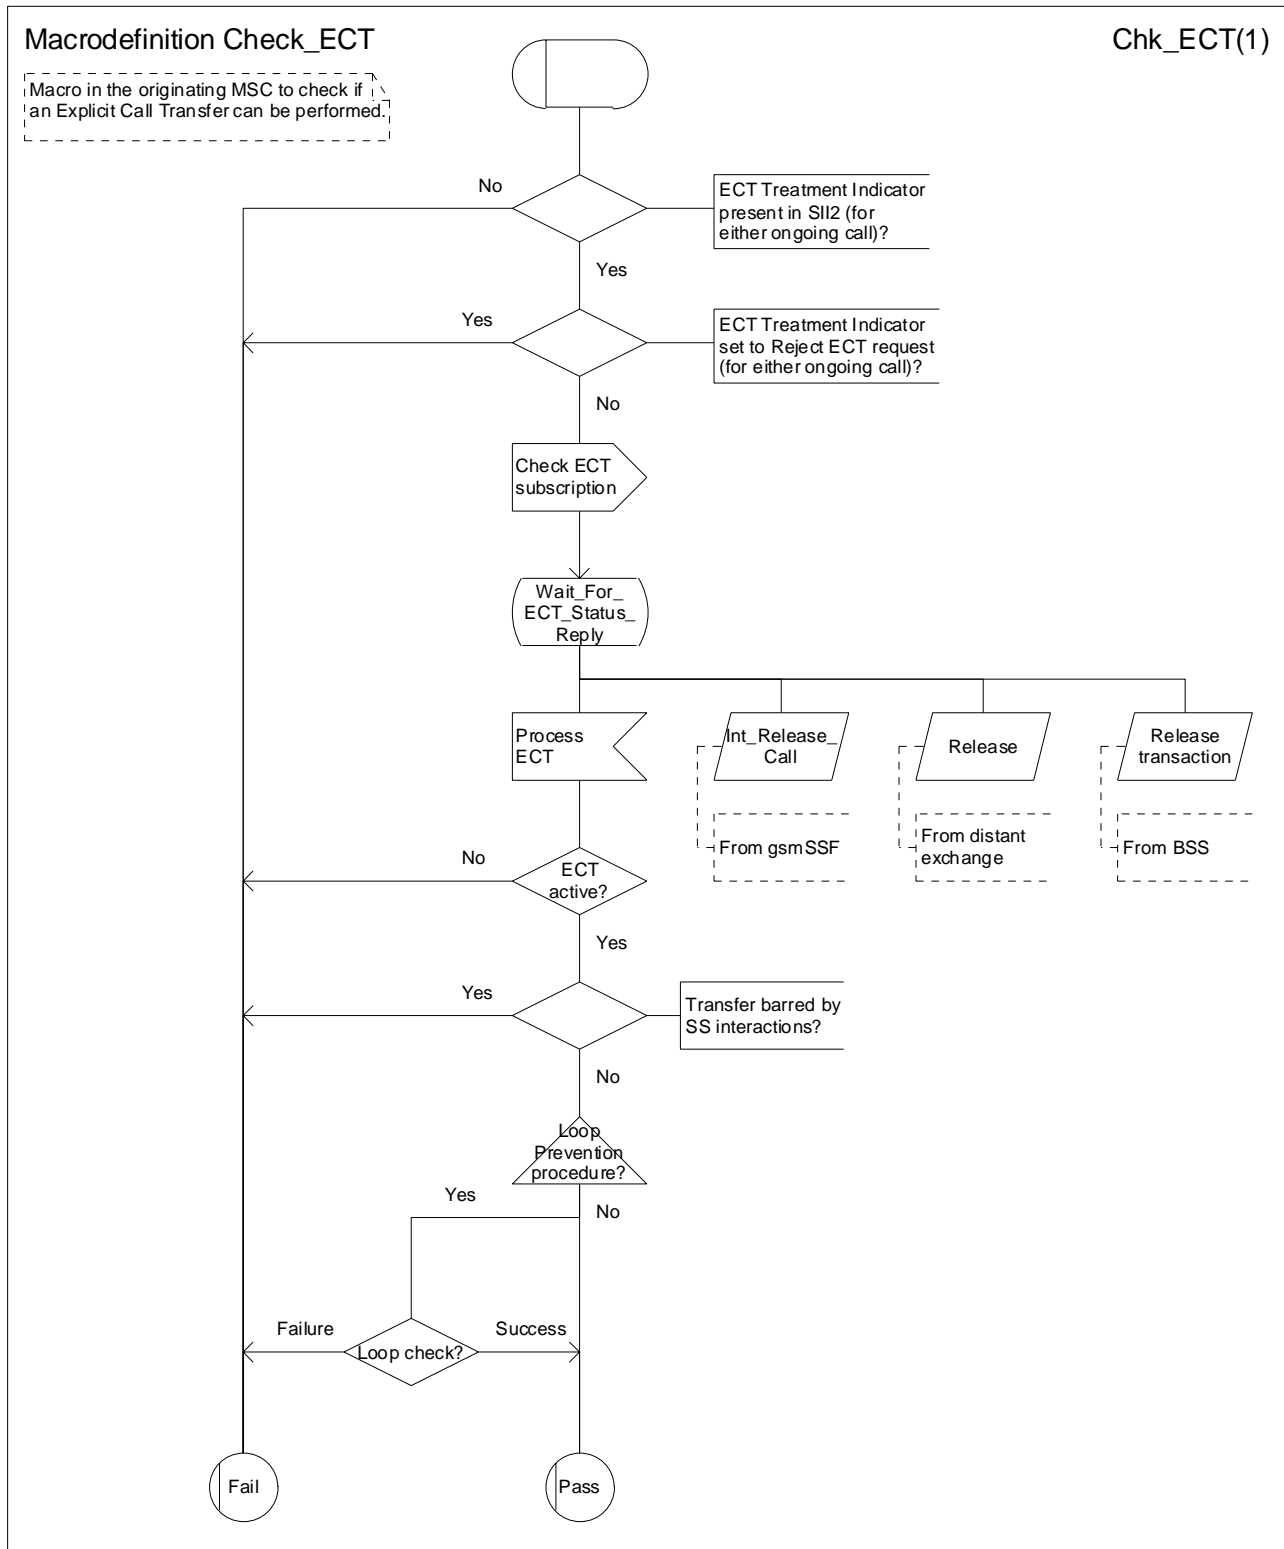 Macrodefinition Check_ECT
Chk_ECT(1)
Macro in the originating MSC to check if
an Explicit Call Transfer can be performed.
No
ECT Treatment Indicator
present in SII2 (for
either ongoing call)?
Yes
Yes
ECT Treatment Indicator
set to Reject ECT request
(for either ongoing call)?
No
Check ECT
subscription
Wait_For_
ECT_Status_
Reply
Process
ECT
Int_Release_
Call
Release
Release
transaction
From gsmSSF
From distant
exchange
From BSS
No
ECT
active?
Yes
Yes
Transfer barred by
SS interactions?
No
Loop
Prevention
procedure?
Yes
No
Failure
Success
Loop check?
Fail
Pass